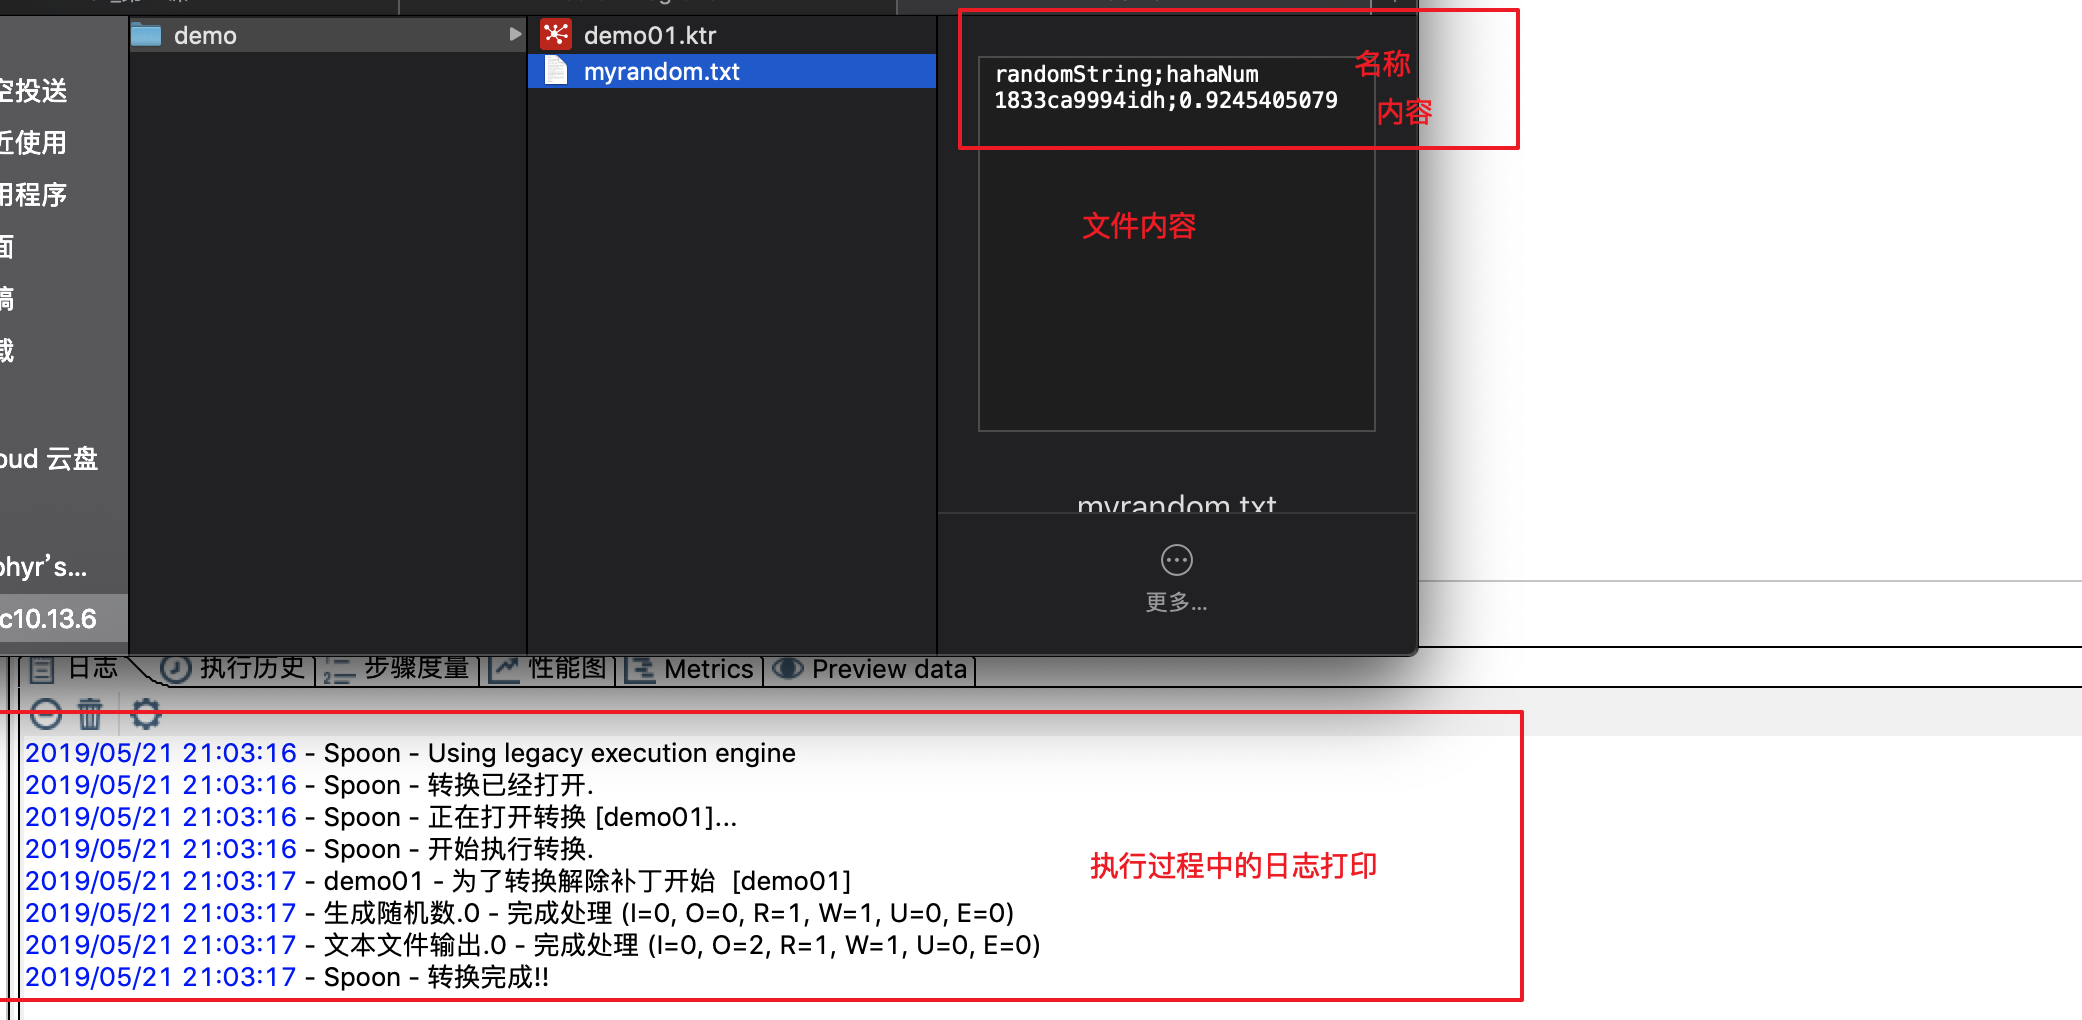 demo
demo01.ktr
myrandom.txt
randomString;hahaNum
1833ca9994idh;0.9245405079
名称
内容
文件内容
空投送
近使用
用程序
面
稿
载
oud 云盘
ohyr's...
c10.13.6
myrandom.txt
更多...
日志
执行历史
步骤度量
性能图
Metrics
Preview data
2019/05/21 21:03:16 - Spoon - Using legacy execution engine
2019/05/21 21:03:16 - Spoon - 转换已经打开.
2019/05/21 21:03:16 - Spoon - 正在打开转换 [demo01]...
2019/05/21 21:03:16 - Spoon - 开始执行转换.
2019/05/21 21:03:17 - demo01 - 为了转换解除补丁开始  [demo01]
2019/05/21 21:03:17 - 生成随机数.0 - 完成处理 (I=0, O=0, R=1, W=1, U=0, E=0)
2019/05/21 21:03:17 - 文本文件输出.0 - 完成处理 (I=0, O=2, R=1, W=1, U=0, E=0)
2019/05/21 21:03:17 - Spoon - 转换完成!!
执行过程中的日志打印